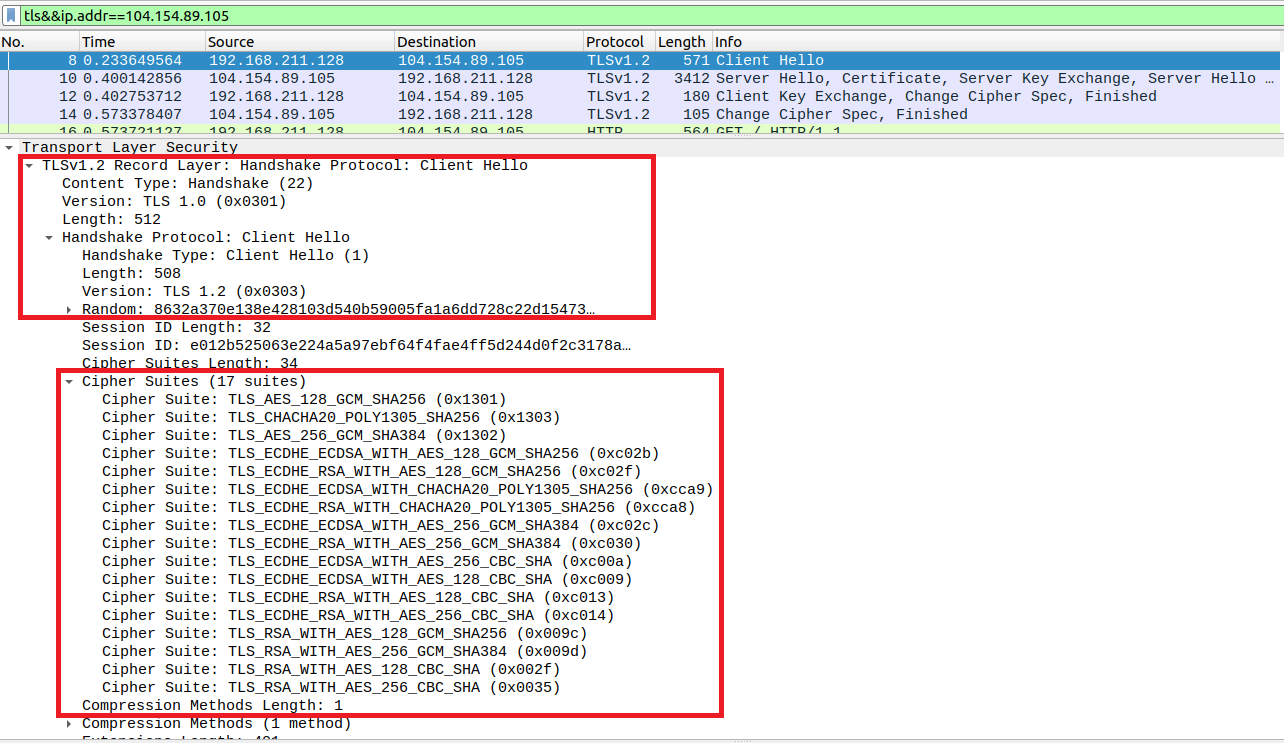 tls&&ip.addr==104.154.89.105
No. Time Source Destination Protocol Length Info
8 0.233649564 192.168.211.128 104.154.89.105 TLSv1.2 571 Client Hello
10 0.400142856 104.154.89.105 192.168.211.128 TLSv1.2 3412 Server Hello, Certificate, Server Key Exchange, Server Hello …
12 0.402753712 192.168.211.128 104.154.89.105 TLSv1.2 180 Client Key Exchange, Change Cipher Spec, Finished
14 0.573378407 104.154.89.105 192.168.211.128 TLSv1.2 105 Change Cipher Spec, Finished
16 0.573721127 192.168.211.128 104.154.89.105 HTTP 564 GET / HTTP/1.1
Transport Layer Security
TLSv1.2 Record Layer: Handshake Protocol: Client Hello
Content Type: Handshake (22)
Version: TLS 1.0 (0x0301)
Length: 512
Handshake Protocol: Client Hello
Handshake Type: Client Hello (1)
Length: 508
Version: TLS 1.2 (0x0303)
Random: 8632a370e138e428103d540b59005fa1a6dd728c22d15473…
Session ID Length: 32
Session ID: e012b525063e224a5a97ebf64f4fae4ff5d244d0f2c3178a…
Cipher Suites Length: 34
Cipher Suites (17 suites)
Cipher Suite: TLS_AES_128_GCM_SHA256 (0x1301)
Cipher Suite: TLS_CHACHA20_POLY1305_SHA256 (0x1303)
Cipher Suite: TLS_AES_256_GCM_SHA384 (0x1302)
Cipher Suite: TLS_ECDHE_ECDSA_WITH_AES_128_GCM_SHA256 (0xc02b)
Cipher Suite: TLS_ECDHE_RSA_WITH_AES_128_GCM_SHA256 (0xc02f)
Cipher Suite: TLS_ECDHE_ECDSA_WITH_CHACHA20_POLY1305_SHA256 (0xcca9)
Cipher Suite: TLS_ECDHE_RSA_WITH_CHACHA20_POLY1305_SHA256 (0xcca8)
Cipher Suite: TLS_ECDHE_ECDSA_WITH_AES_256_GCM_SHA384 (0xc02c)
Cipher Suite: TLS_ECDHE_RSA_WITH_AES_256_GCM_SHA384 (0xc030)
Cipher Suite: TLS_ECDHE_ECDSA_WITH_AES_256_CBC_SHA (0xc00a)
Cipher Suite: TLS_ECDHE_ECDSA_WITH_AES_128_CBC_SHA (0xc009)
Cipher Suite: TLS_ECDHE_RSA_WITH_AES_128_CBC_SHA (0xc013)
Cipher Suite: TLS_ECDHE_RSA_WITH_AES_256_CBC_SHA (0xc014)
Cipher Suite: TLS_RSA_WITH_AES_128_GCM_SHA256 (0x009c)
Cipher Suite: TLS_RSA_WITH_AES_256_GCM_SHA384 (0x009d)
Cipher Suite: TLS_RSA_WITH_AES_128_CBC_SHA (0x002f)
Cipher Suite: TLS_RSA_WITH_AES_256_CBC_SHA (0x0035)
Compression Methods Length: 1
Compression Methods (1 method)
Extensions Length: 401